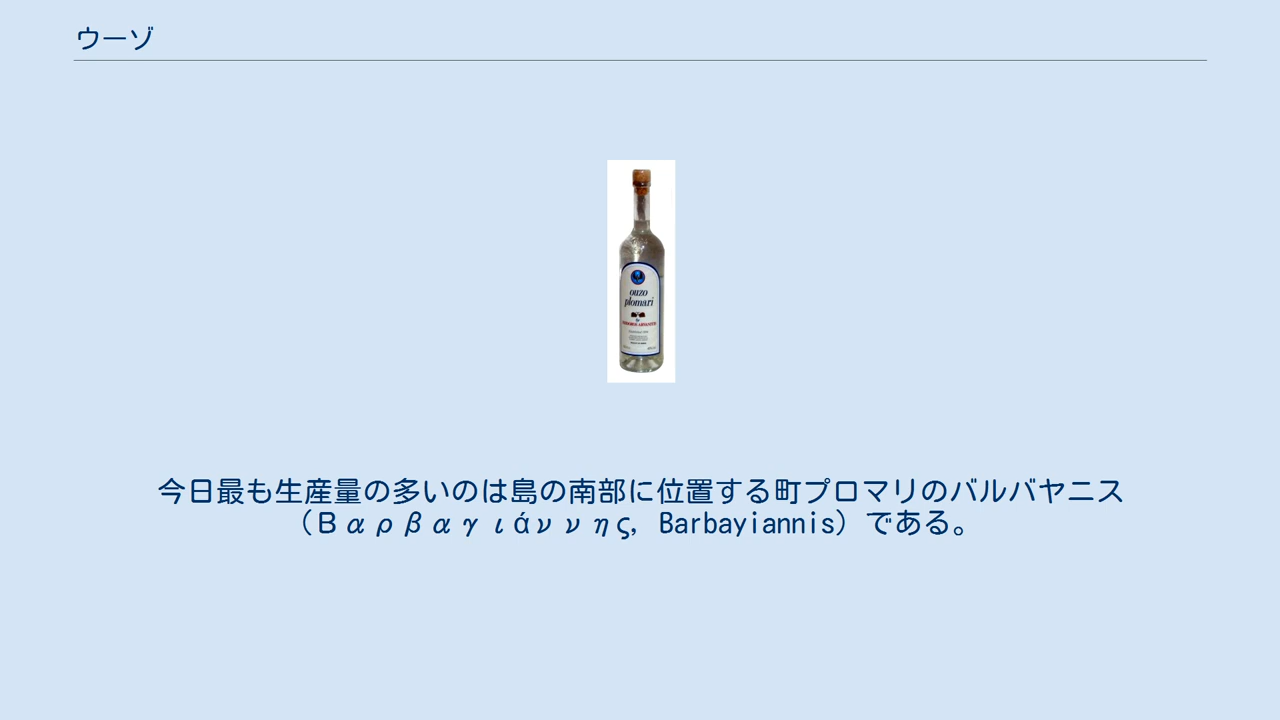 ウーゾ
ouzo
plomari
今日最も生産量の多いのは島の南部に位置する町プロマリのバルバヤニス
（Βαρβαγιάννης, Barbayiannis）である。